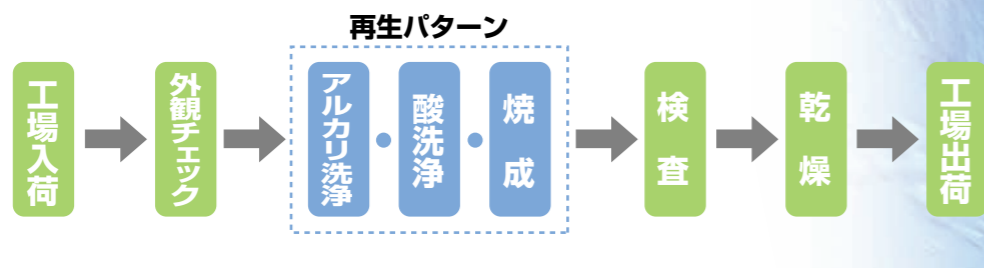 再生パターン
工場入荷
外観チェック
アルカリ洗浄
・
酸洗浄
・
焼成
検査
乾燥
工場出荷